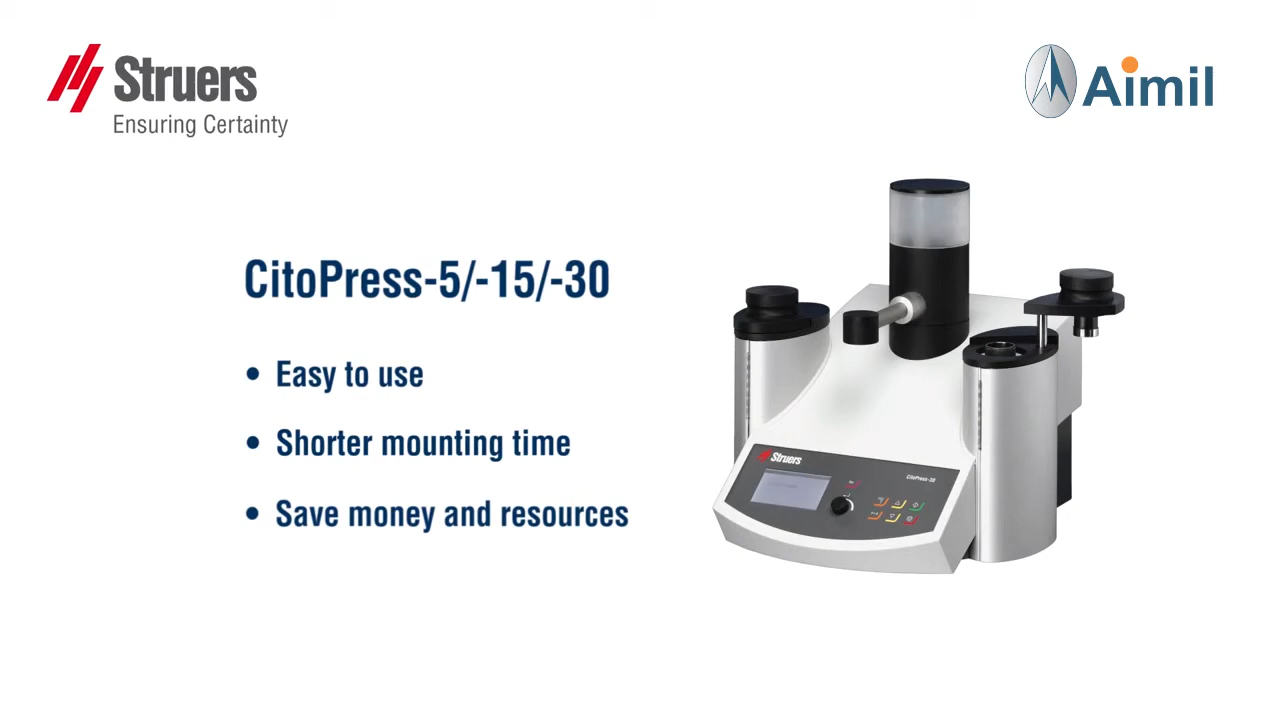 Struers
Ensuring Certainty
Aimil
CitoPress-5/-15/-30
• Easy to use
• Shorter mounting time
• Save money and resources
Struers
CitoPress-30